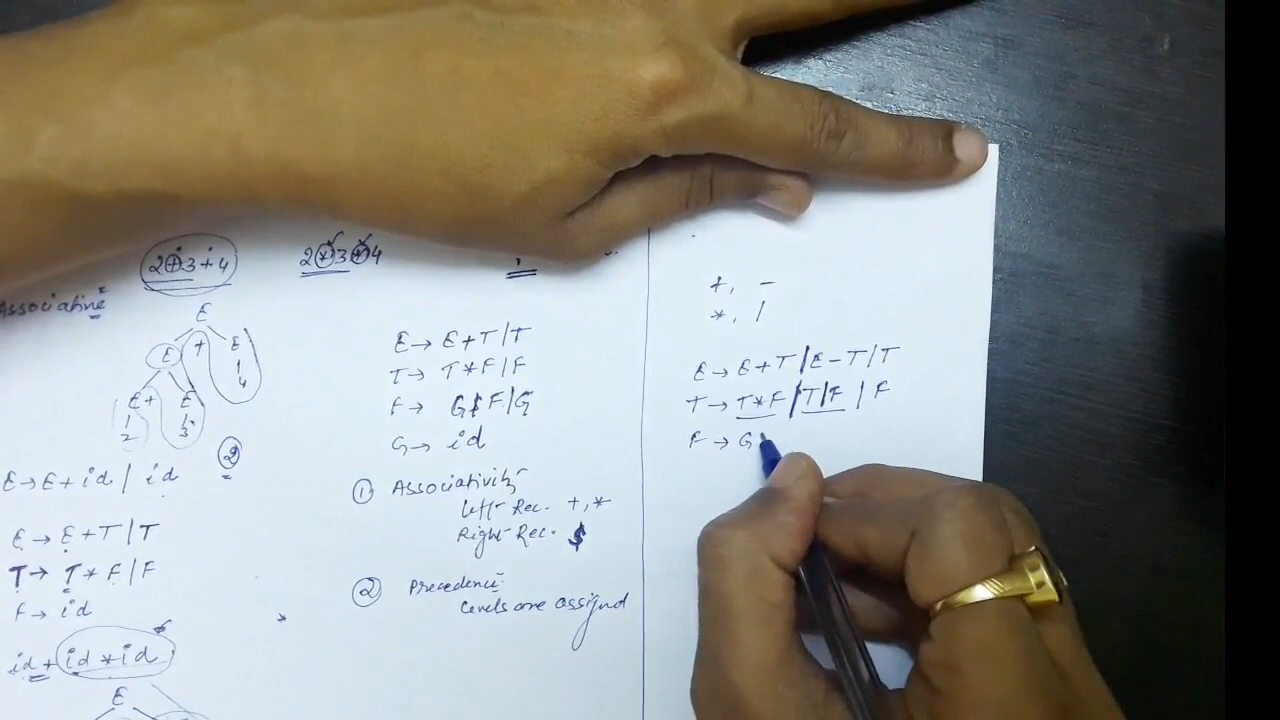 2+3+4
2*3*4
Associative
E
E + E
4
E + E
2 3
2
E → E + id / id
E → E + T / T
T → T * F / F
F → id
id + id * id
E
E → E + T / T
T → T * F / F
F → G $ F / G
G → id
① Associativity
Left-Rec. +, *
Right-Rec. $
② Precedence:
Levels are assignd
+, -
*, /
E → E + T / E - T / T
T → T * F / T / F / F
F → G